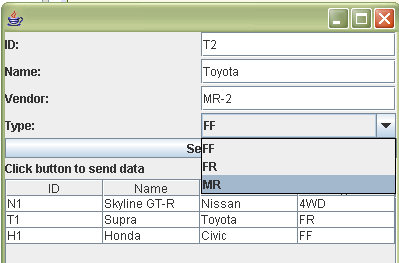 ID: T2
Name: Toyota
Vendor: MR-2
Type: FF
Se
FF
FR
MR
Click button to send data
ID Name
N1 Skyline GT-R Nissan 4WD
T1 Supra Toyota FR
H1 Honda Civic FF